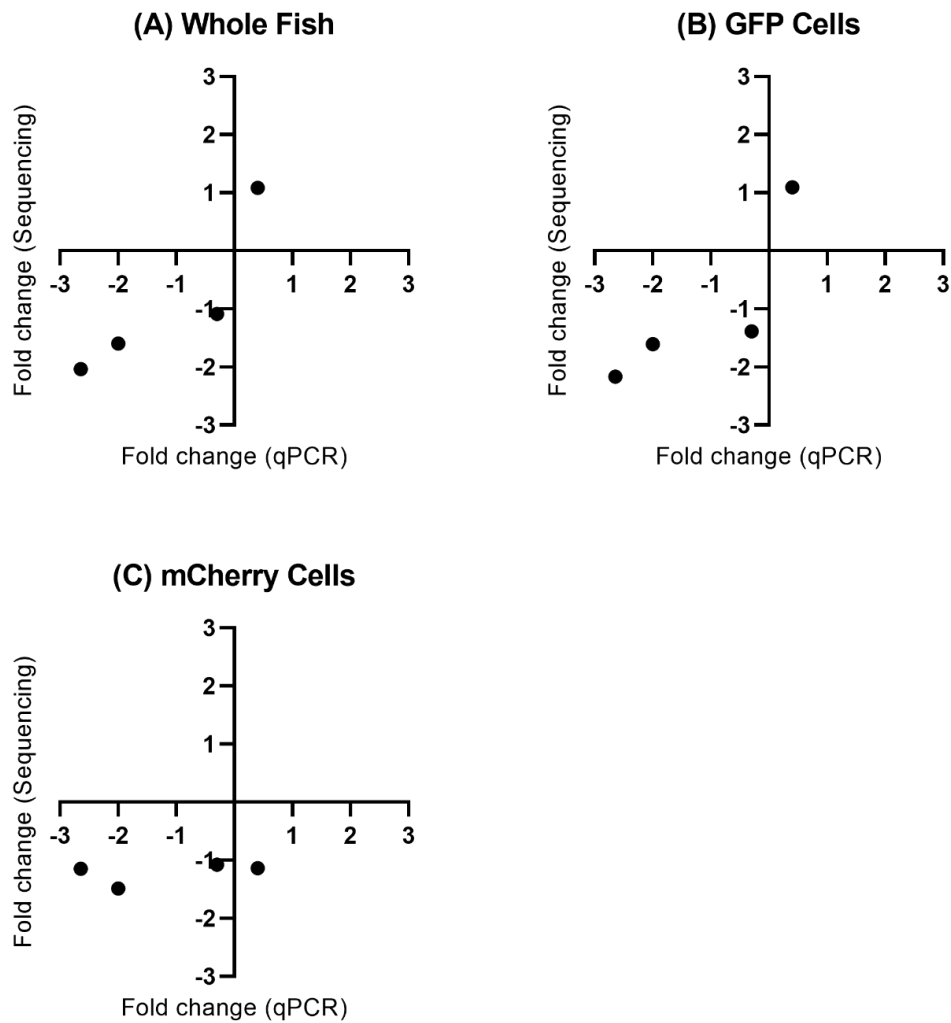 (A) Whole Fish
3
2
1
-3 -2 -1 1 2 3
-1
-2
-3
Fold change (Sequencing)
Fold change (qPCR)
(B) GFP Cells
3
2
1
-3 -2 -1 1 2 3
-1
-2
-3
Fold change (Sequencing)
Fold change (qPCR)
(C) mCherry Cells
3
2
1
-3 -2 -1 1 2 3
-1
-2
-3
Fold change (Sequencing)
Fold change (qPCR)